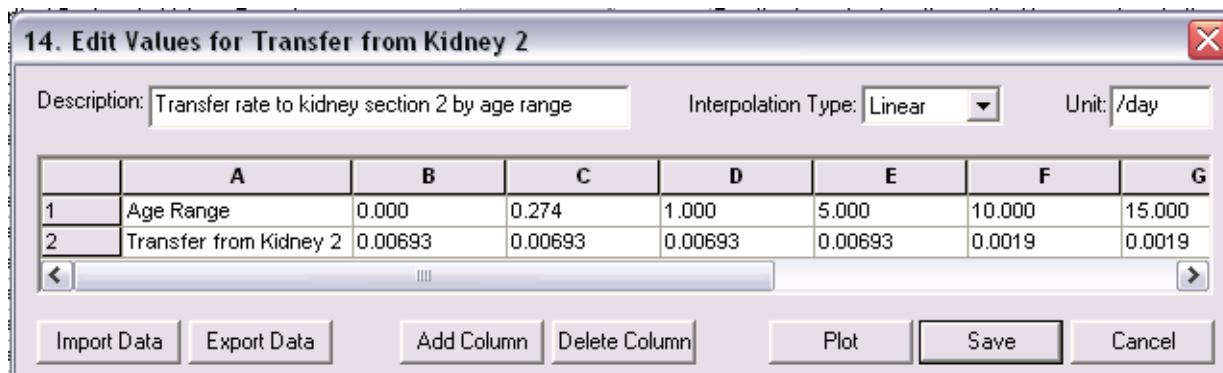 14. Edit Values for Transfer from Kidney 2
Description: Transfer rate to kidney section 2 by age range Interpolation Type: Linear Unit: /day
A B C D E F G
1 Age Range 0.000 0.274 1.000 5.000 10.000 15.000
2 Transfer from Kidney 2 0.00693 0.00693 0.00693 0.00693 0.0019 0.0019
Import Data Export Data Add Column Delete Column Plot Save Cancel